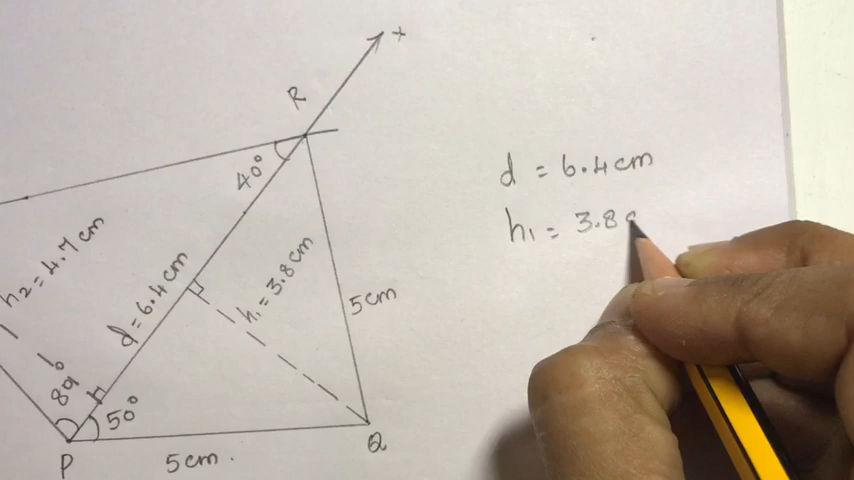 x
R
40°
d = 6.4 cm
h₁ = 3.8
h₂ = 4.7 cm
d = 6.4 cm
h₁ = 3.8 cm
5 cm
80°
50°
P
5 cm.
Q